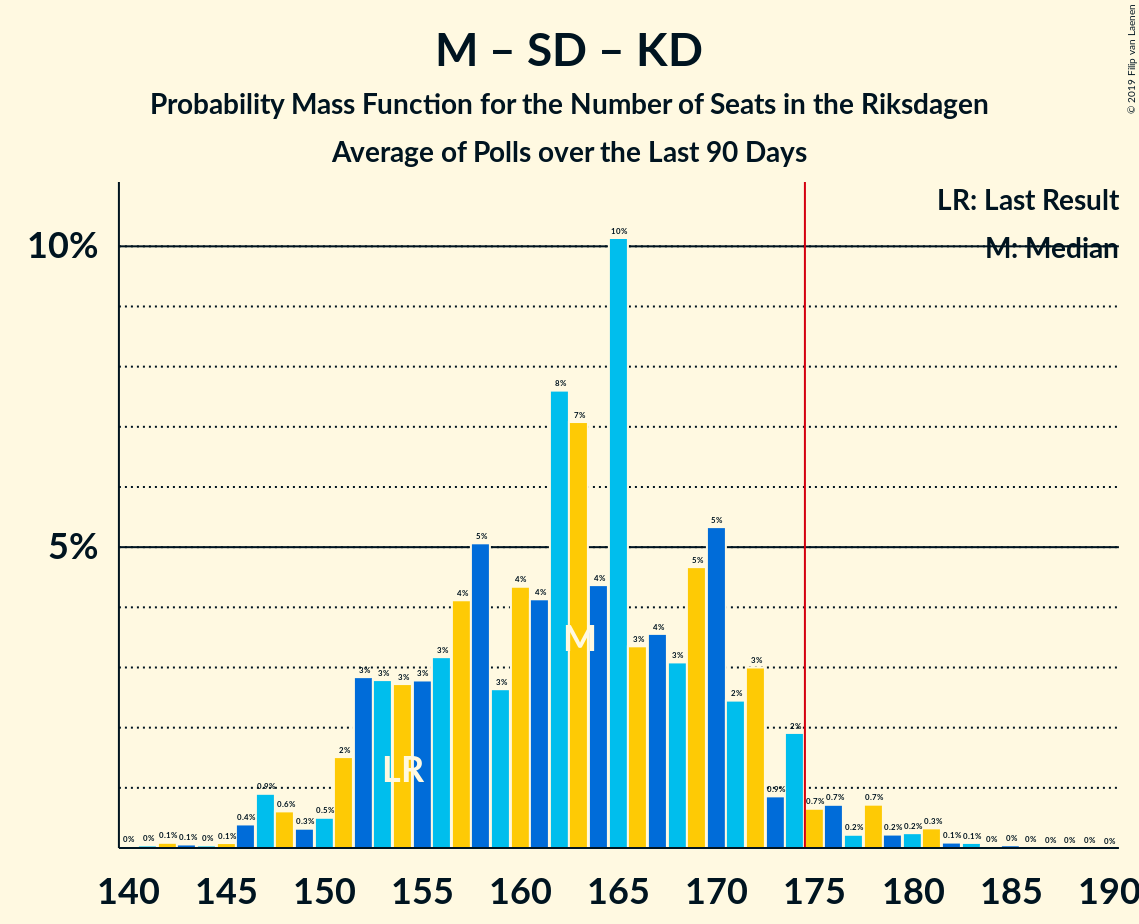 M – SD – KD
Probability Mass Function for the Number of Seats in the Riksdagen
Average of Polls over the Last 90 Days
© 2019 Filip van Laenen
LR: Last Result
M: Median
10%
5%
0% 0% 0.1% 0.1% 0% 0.1% 0.4% 0.9% 0.6% 0.3% 0.5% 2% 3% 3% 3% 3% 3% 4% 5% 3% 4% 4% 8% 7% 4% 10% 3% 4% 3% 5% 5% 2% 3% 0.9% 2% 0.7% 0.7% 0.2% 0.7% 0.2% 0.2% 0.3% 0.1% 0.1% 0% 0% 0% 0% 0% 0% 0%
M
LR
140 145 150 155 160 165 170 175 180 185 190